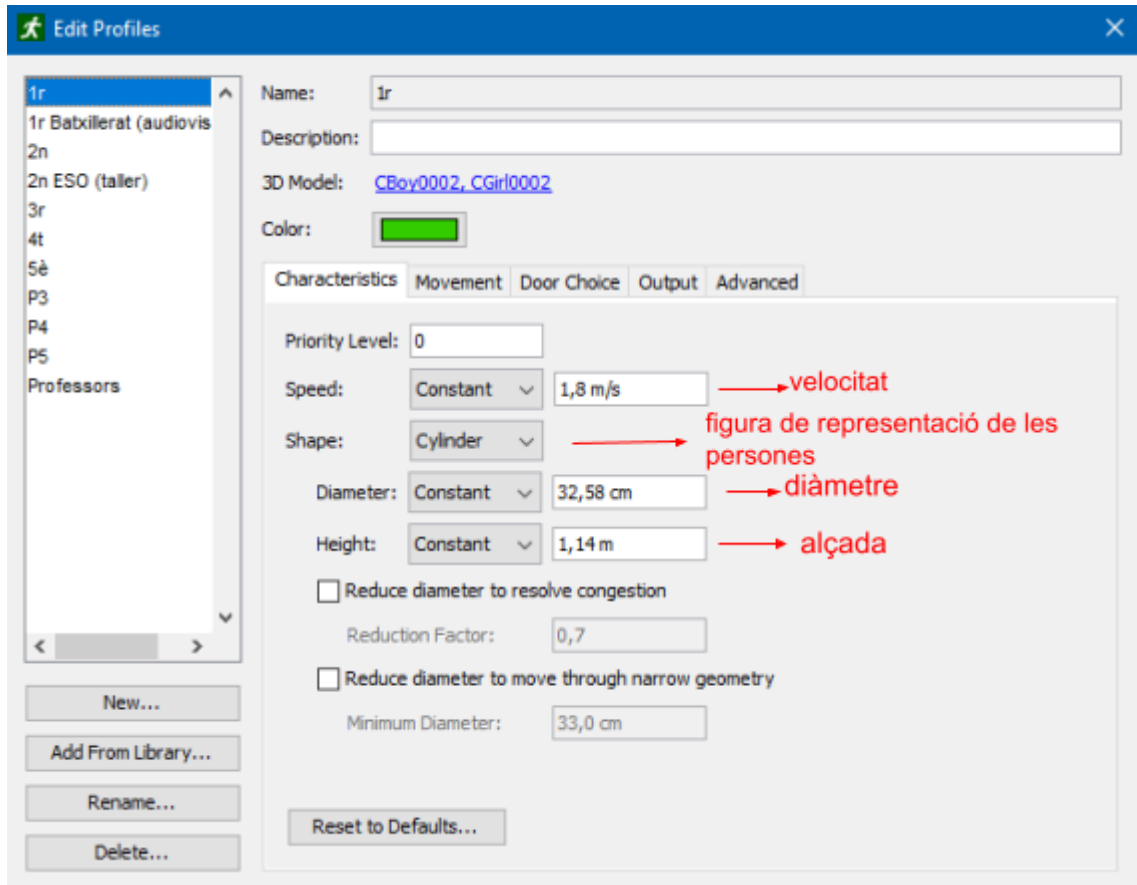 Edit Profiles
1r
1r Batxillerat (audiovis
2n
2n ESO (taller)
3r
4t
5è
P3
P4
P5
Professors
New...
Add From Library...
Rename...
Delete...
Name: 1r
Description:
3D Model: CBoy0002, CGirl0002
Color:
Characteristics Movement Door Choice Output Advanced
Priority Level: 0
Speed: Constant 1,8 m/s velocitat
Shape: Cylinder figura de representació de les
persones
Diameter: Constant 32,58 cm diàmetre
Height: Constant 1,14 m alçada
Reduce diameter to resolve congestion
Reduction Factor: 0,7
Reduce diameter to move through narrow geometry
Minimum Diameter: 33,0 cm
Reset to Defaults...